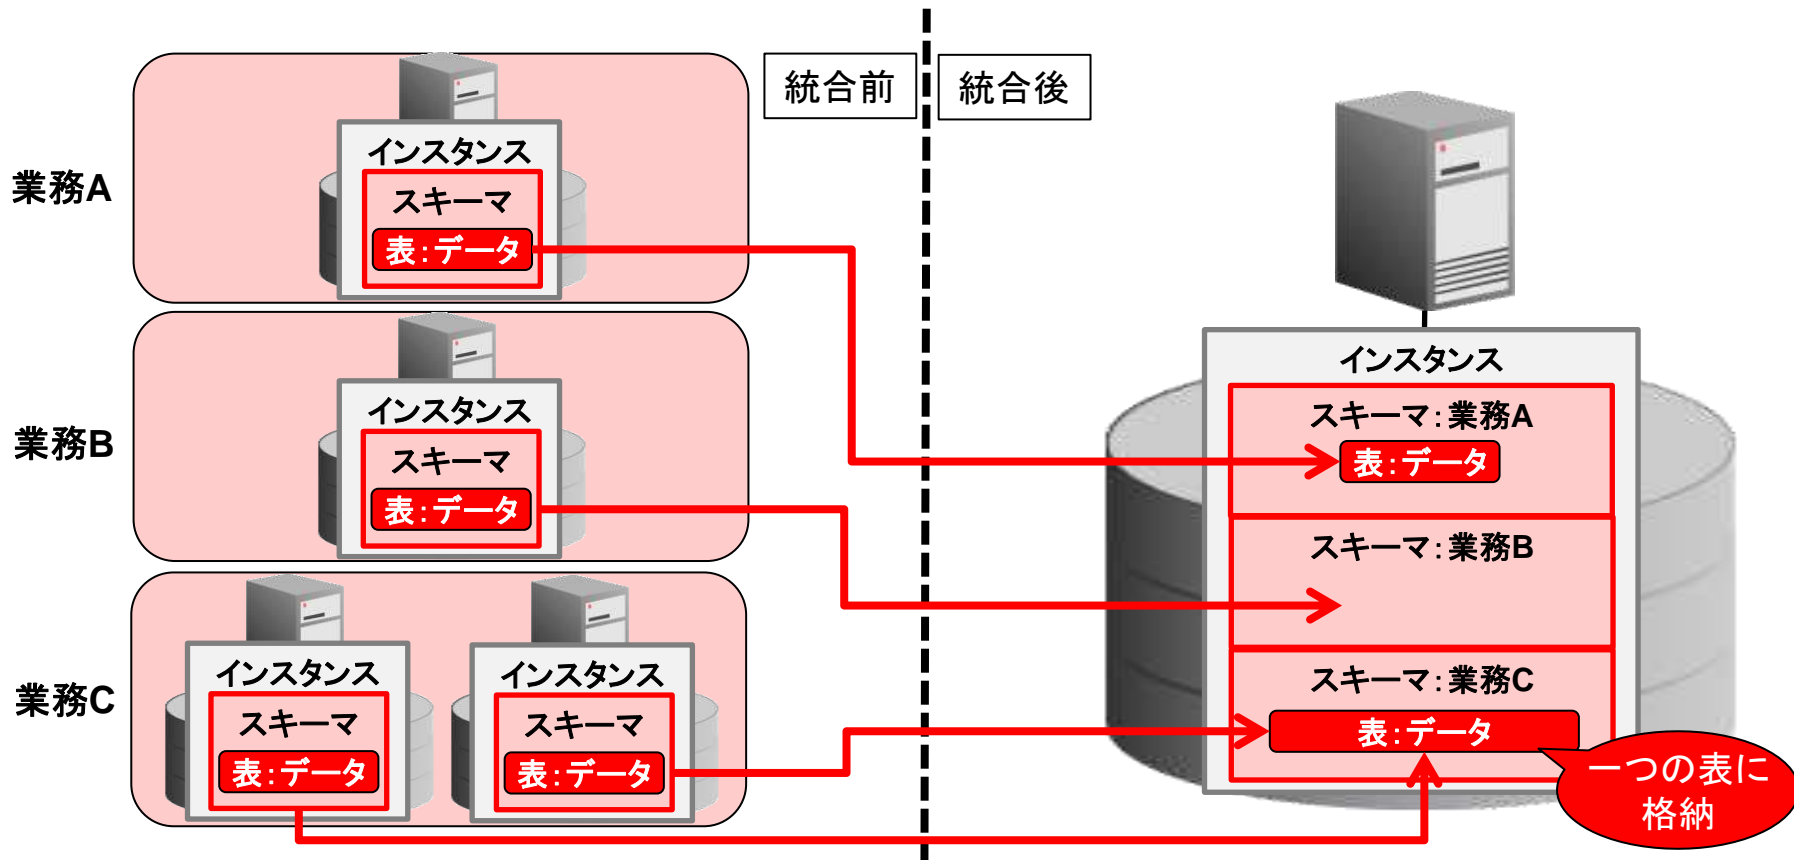 統合前
統合後
業務A
インスタンス
スキーマ
表：データ
業務B
インスタンス
スキーマ
表：データ
業務C
インスタンス
スキーマ
表：データ
インスタンス
スキーマ
表：データ
インスタンス
スキーマ：業務A
表：データ
スキーマ：業務B
スキーマ：業務C
表：データ
一つの表に
格納